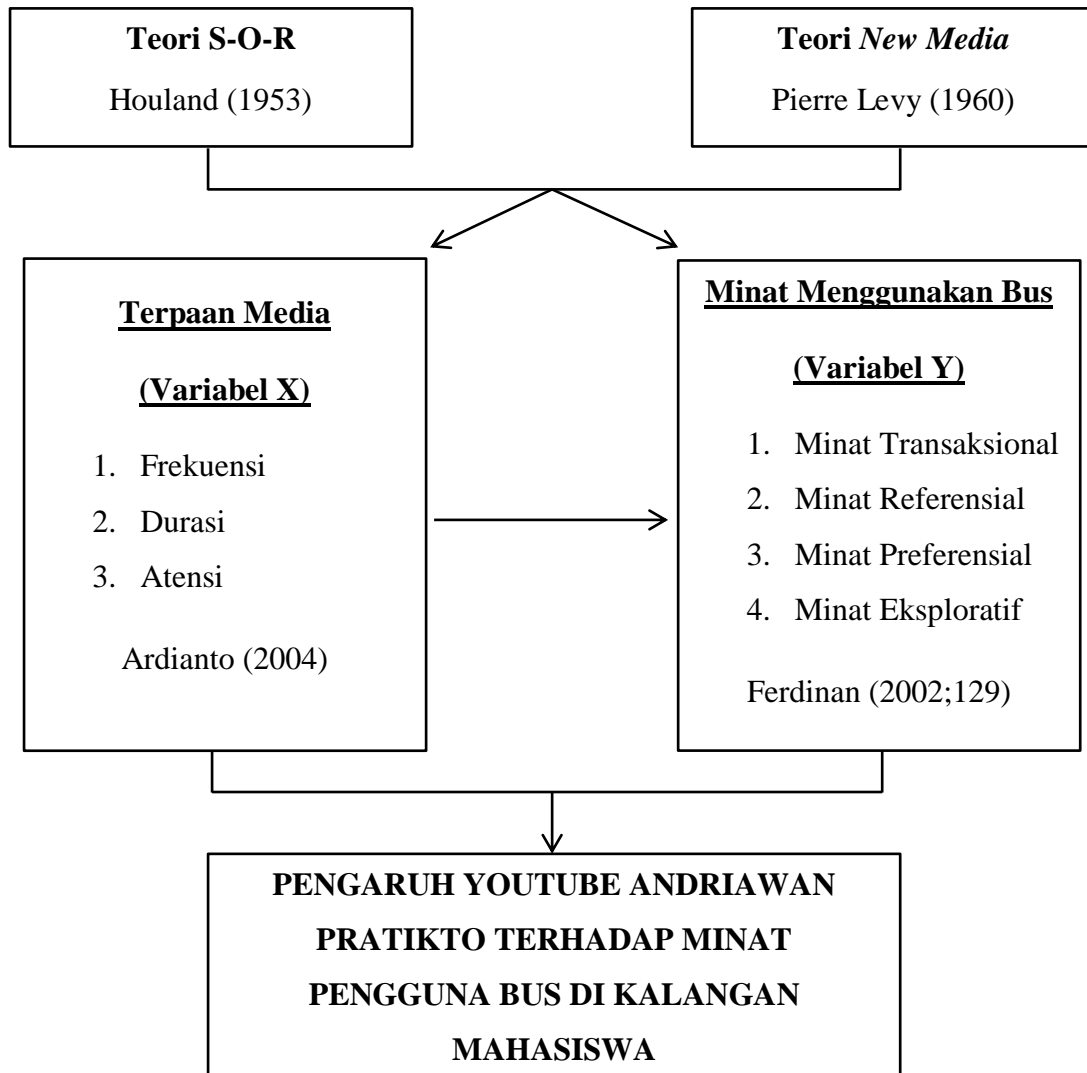 Teori S-O-R
Houland (1953)
Teori New Media
Pierre Levy (1960)
Terpaan Media
(Variabel X)
1. Frekuensi
2. Durasi
3. Atensi
Ardianto (2004)
Minat Menggunakan Bus
(Variabel Y)
1. Minat Transaksional
2. Minat Referensial
3. Minat Preferensial
4. Minat Eksploratif
Ferdinan (2002;129)
PENGARUH YOUTUBE ANDRIAWAN
PRATIKTO TERHADAP MINAT
PENGGUNA BUS DI KALANGAN
MAHASISWA